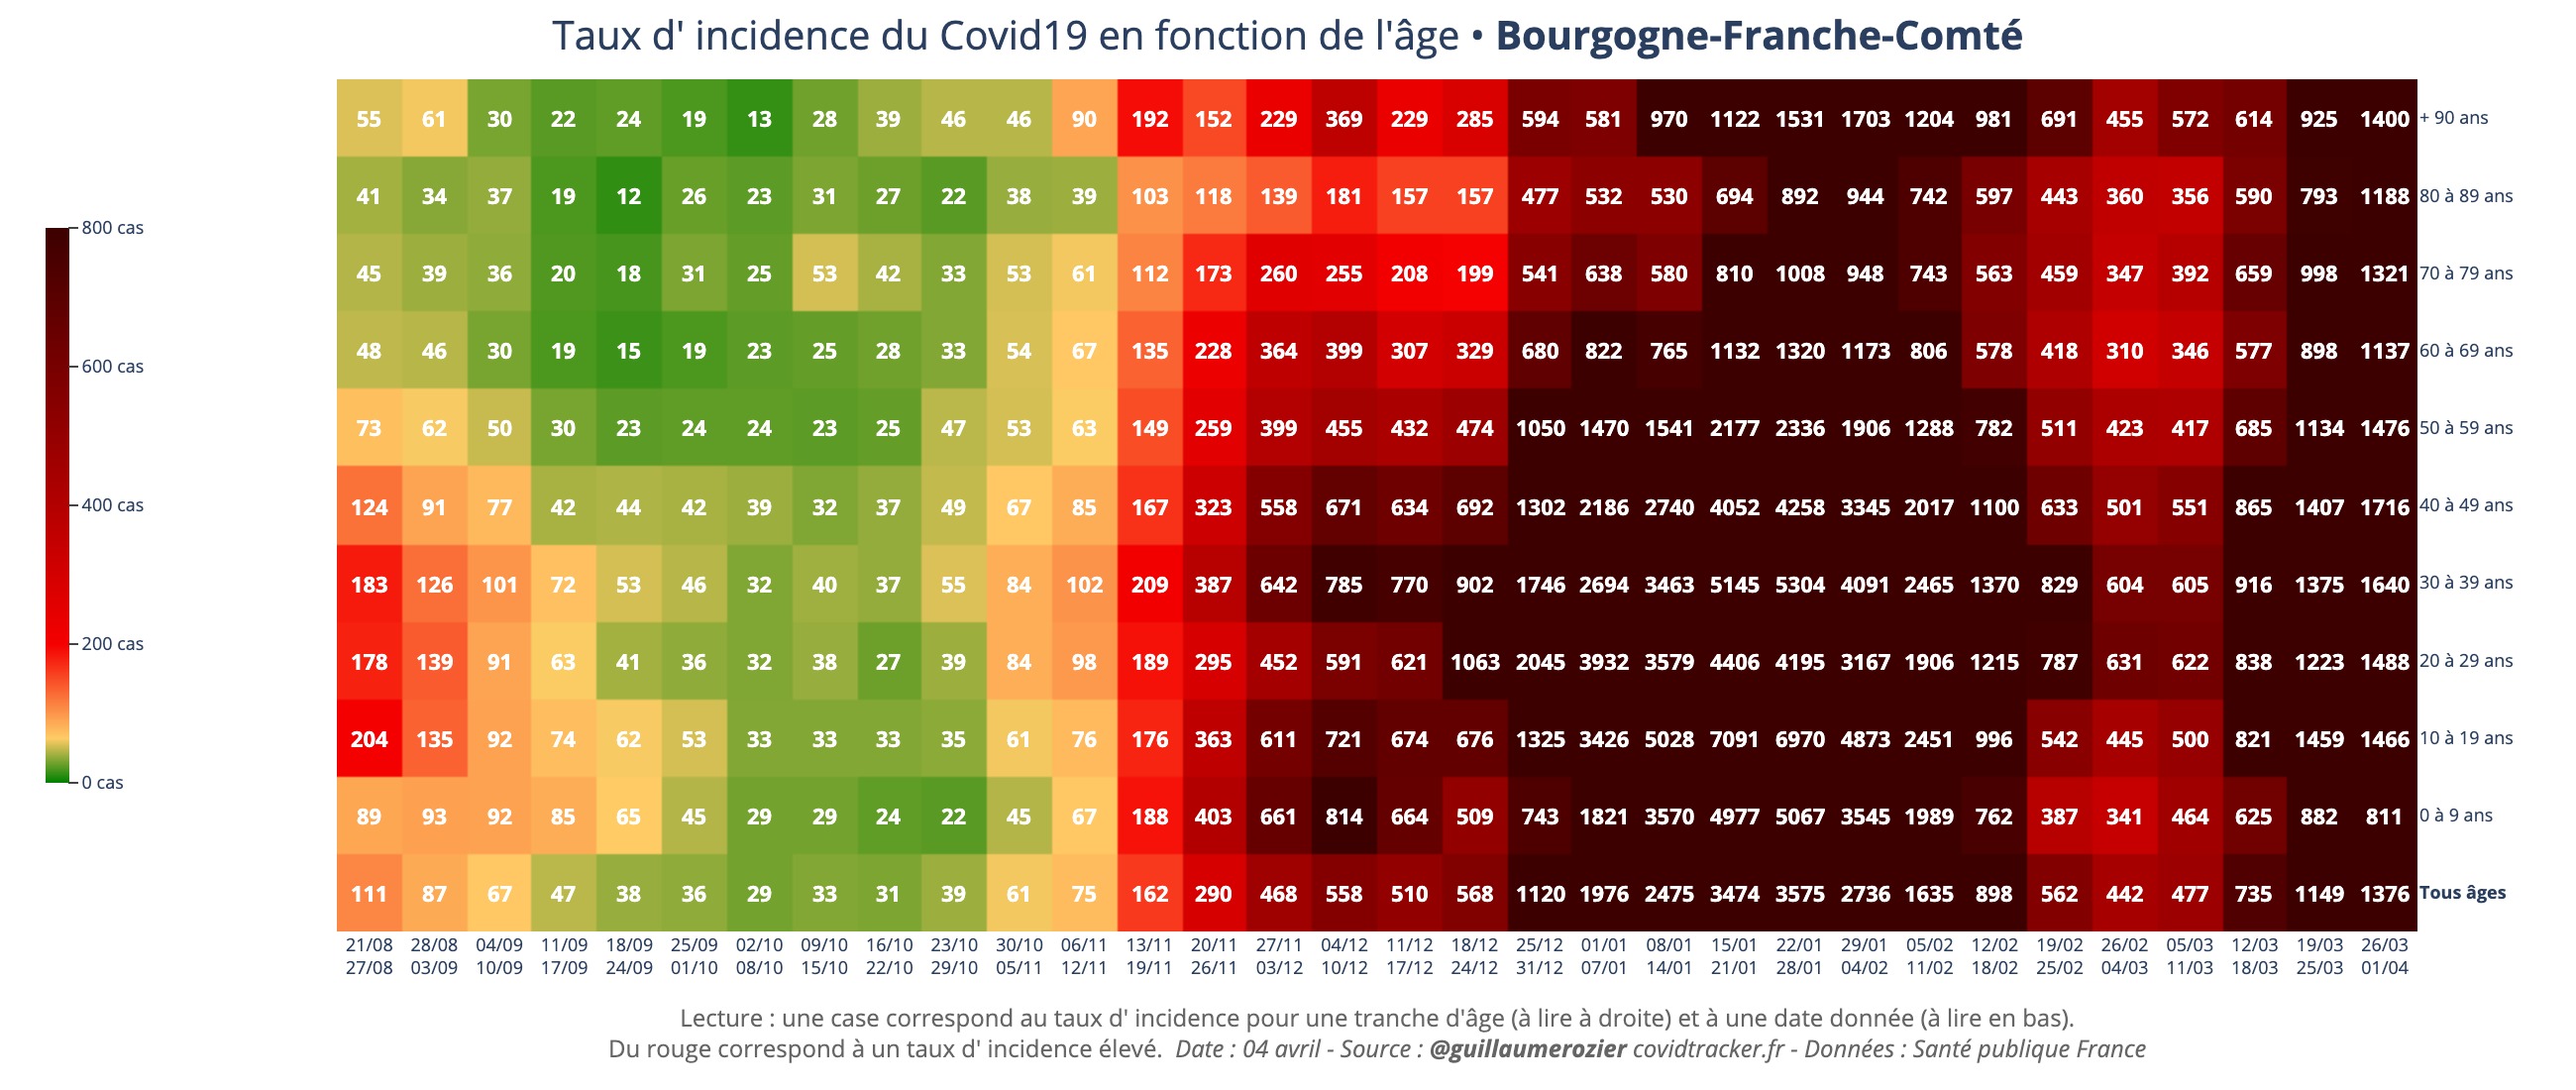 Taux d' incidence du Covid19 en fonction de l'âge • Bourgogne-Franche-Comté
800 cas
600 cas
400 cas
200 cas
0 cas
55 61 30 22 24 19 13 28 39 46 46 90 192 152 229 369 229 285 594 581 970 1122 1531 1703 1204 981 691 455 572 614 925 1400 + 90 ans
41 34 37 19 12 26 23 31 27 22 38 39 103 118 139 181 157 157 477 532 530 694 892 944 742 597 443 360 356 590 793 1188 80 à 89 ans
45 39 36 20 18 31 25 53 42 33 53 61 112 173 260 255 208 199 541 638 580 810 1008 948 743 563 459 347 392 659 998 1321 70 à 79 ans
48 46 30 19 15 19 23 25 28 33 54 67 135 228 364 399 307 329 680 822 765 1132 1320 1173 806 578 418 310 346 577 898 1137 60 à 69 ans
73 62 50 30 23 24 24 23 25 47 53 63 149 259 399 455 432 474 1050 1470 1541 2177 2336 1906 1288 782 511 423 417 685 1134 1476 50 à 59 ans
124 91 77 42 44 42 39 32 37 49 67 85 167 323 558 671 634 692 1302 2186 2740 4052 4258 3345 2017 1100 633 501 551 865 1407 1716 40 à 49 ans
183 126 101 72 53 46 32 40 37 55 84 102 209 387 642 785 770 902 1746 2694 3463 5145 5304 4091 2465 1370 829 604 605 916 1375 1640 30 à 39 ans
178 139 91 63 41 36 32 38 27 39 84 98 189 295 452 591 621 1063 2045 3932 3579 4406 4195 3167 1906 1215 787 631 622 838 1223 1488 20 à 29 ans
204 135 92 74 62 53 33 33 33 35 61 76 176 363 611 721 674 676 1325 3426 5028 7091 6970 4873 2451 996 542 445 500 821 1459 1466 10 à 19 ans
89 93 92 85 65 45 29 29 24 22 45 67 188 403 661 814 664 509 743 1821 3570 4977 5067 3545 1989 762 387 341 464 625 882 811 0 à 9 ans
111 87 67 47 38 36 29 33 31 39 61 75 162 290 468 558 510 568 1120 1976 2475 3474 3575 2736 1635 898 562 442 477 735 1149 1376 Tous âges
21/08 28/08 04/09 11/09 18/09 25/09 02/10 09/10 16/10 23/10 30/10 06/11 13/11 20/11 27/11 04/12 11/12 18/12 25/12 01/01 08/01 15/01 22/01 29/01 05/02 12/02 19/02 26/02 05/03 12/03 19/03 26/03
27/08 03/09 10/09 17/09 24/09 01/10 08/10 15/10 22/10 29/10 05/11 12/11 19/11 26/11 03/12 10/12 17/12 24/12 31/12 07/01 14/01 21/01 28/01 04/02 11/02 18/02 25/02 04/03 11/03 18/03 25/03 01/04
Lecture : une case correspond au taux d' incidence pour une tranche d'âge (à lire à droite) et à une date donnée (à lire en bas).
Du rouge correspond à un taux d' incidence élevé. Date : 04 avril - Source : @guillaumerozier covidtracker.fr - Données : Santé publique France